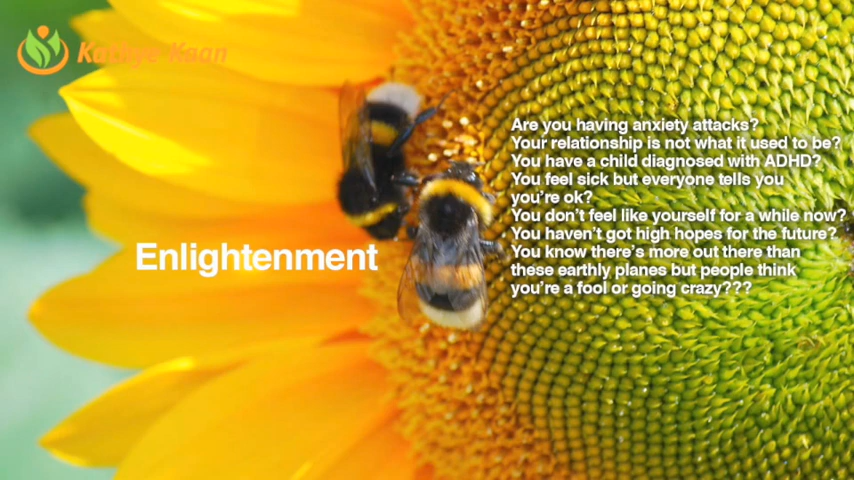 Kathye Kaan
Enlightenment
Are you having anxiety attacks?
Your relationship is not what it used to be?
You have a child diagnosed with ADHD?
You feel sick but everyone tells you
you're ok?
You don't feel like yourself for a while now?
You haven't got high hopes for the future?
You know there's more out there than
these earthly planes but people think
you're a fool or going crazy???